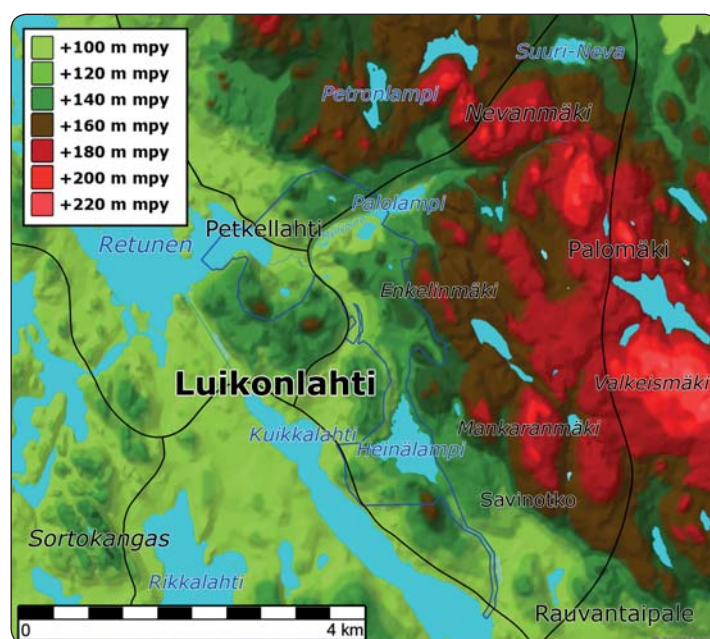 +100 m mpy
+120 m mpy
+140 m mpy
+160 m mpy
+180 m mpy
+200 m mpy
+220 m mpy
Suuri-Neva
Petronlampi
Nevanmäki
Palolampi
Petkellahti
Retunen
Palomäki
Enkelinmäki
Luikonlahti
Valkeismäki
Kuikkalahti
Mankaranmäki
Heinälampi
Savinotko
Sortokangas
Rikkalahti
Rauvantaipale
0 4 km